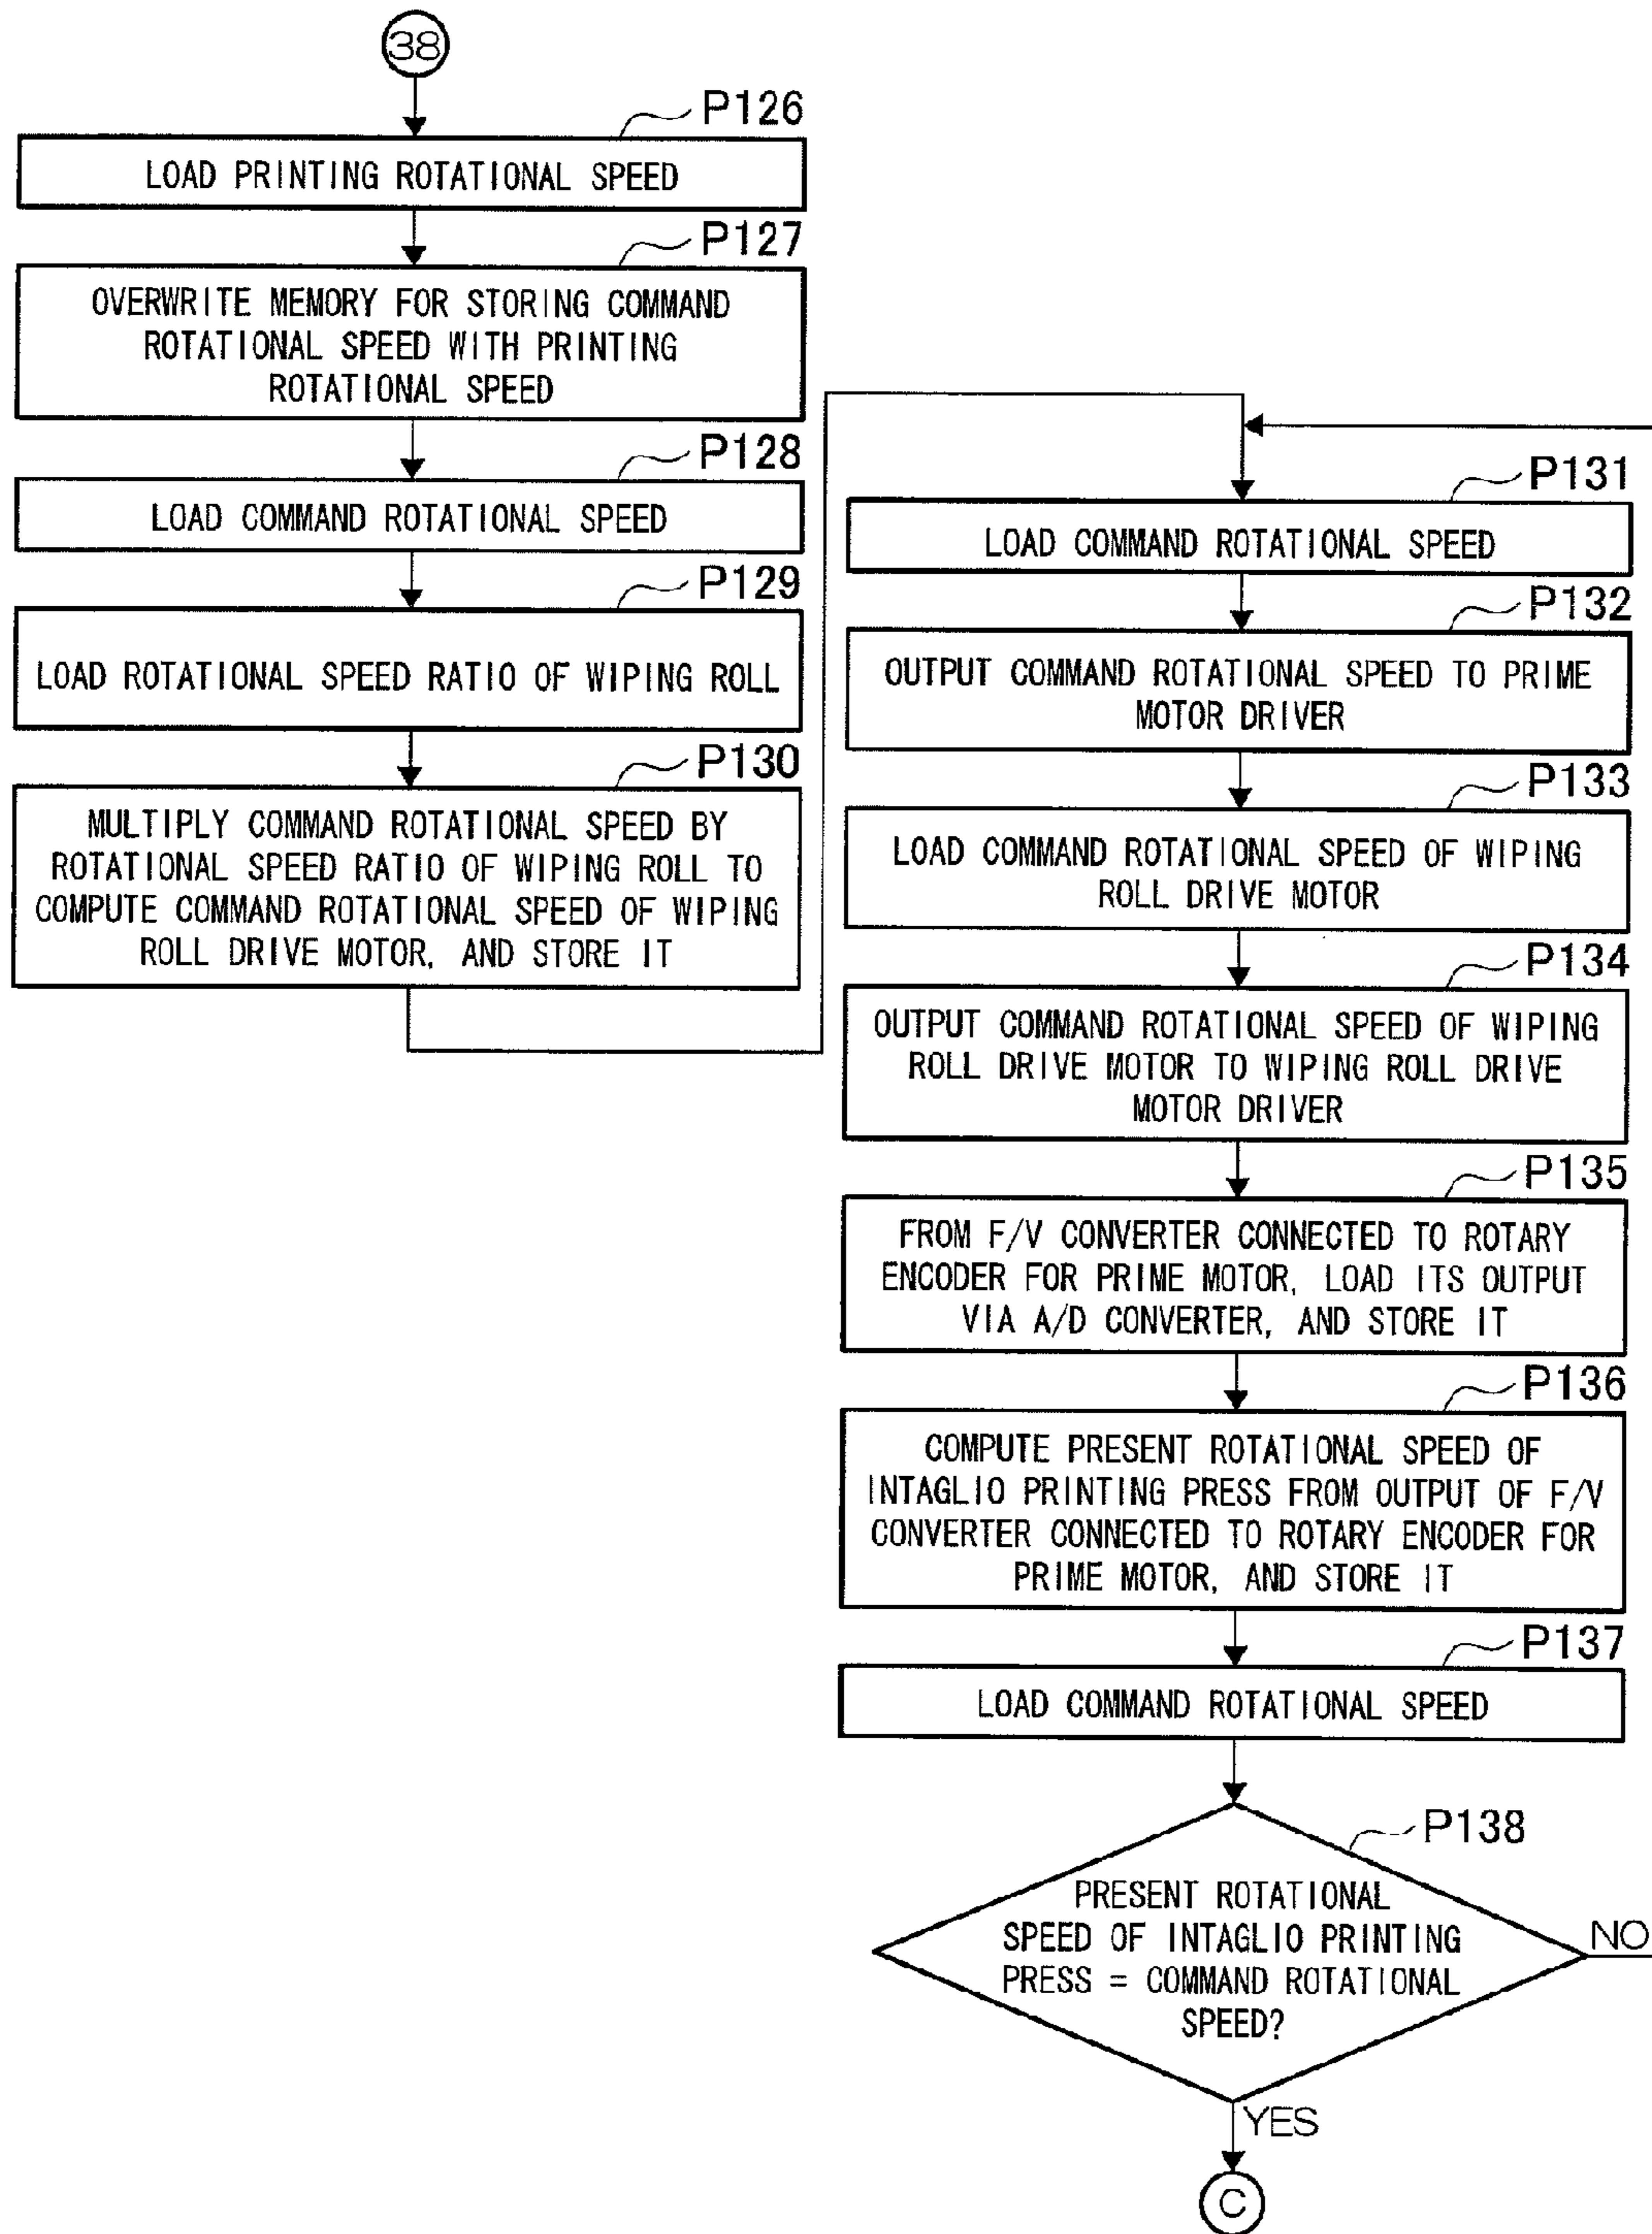 38
P126
LOAD PRINTING ROTATIONAL SPEED
P127
OVERWRITE MEMORY FOR STORING COMMAND
ROTATIONAL SPEED WITH PRINTING
ROTATIONAL SPEED
P128
LOAD COMMAND ROTATIONAL SPEED
P129
LOAD ROTATIONAL SPEED RATIO OF WIPING ROLL
P130
MULTIPLY COMMAND ROTATIONAL SPEED BY
ROTATIONAL SPEED RATIO OF WIPING ROLL TO
COMPUTE COMMAND ROTATIONAL SPEED OF WIPING
ROLL DRIVE MOTOR, AND STORE IT
P131
LOAD COMMAND ROTATIONAL SPEED
P132
OUTPUT COMMAND ROTATIONAL SPEED TO PRIME
MOTOR DRIVER
P133
LOAD COMMAND ROTATIONAL SPEED OF WIPING
ROLL DRIVE MOTOR
P134
OUTPUT COMMAND ROTATIONAL SPEED OF WIPING
ROLL DRIVE MOTOR TO WIPING ROLL DRIVE
MOTOR DRIVER
P135
FROM F/V CONVERTER CONNECTED TO ROTARY
ENCODER FOR PRIME MOTOR, LOAD ITS OUTPUT
VIA A/D CONVERTER, AND STORE IT
P136
COMPUTE PRESENT ROTATIONAL SPEED OF
INTAGLIO PRINTING PRESS FROM OUTPUT OF F/V
CONVERTER CONNECTED TO ROTARY ENCODER FOR
PRIME MOTOR, AND STORE IT
P137
LOAD COMMAND ROTATIONAL SPEED
P138
PRESENT ROTATIONAL
SPEED OF INTAGLIO PRINTING
PRESS = COMMAND ROTATIONAL
SPEED?
NO
YES
C